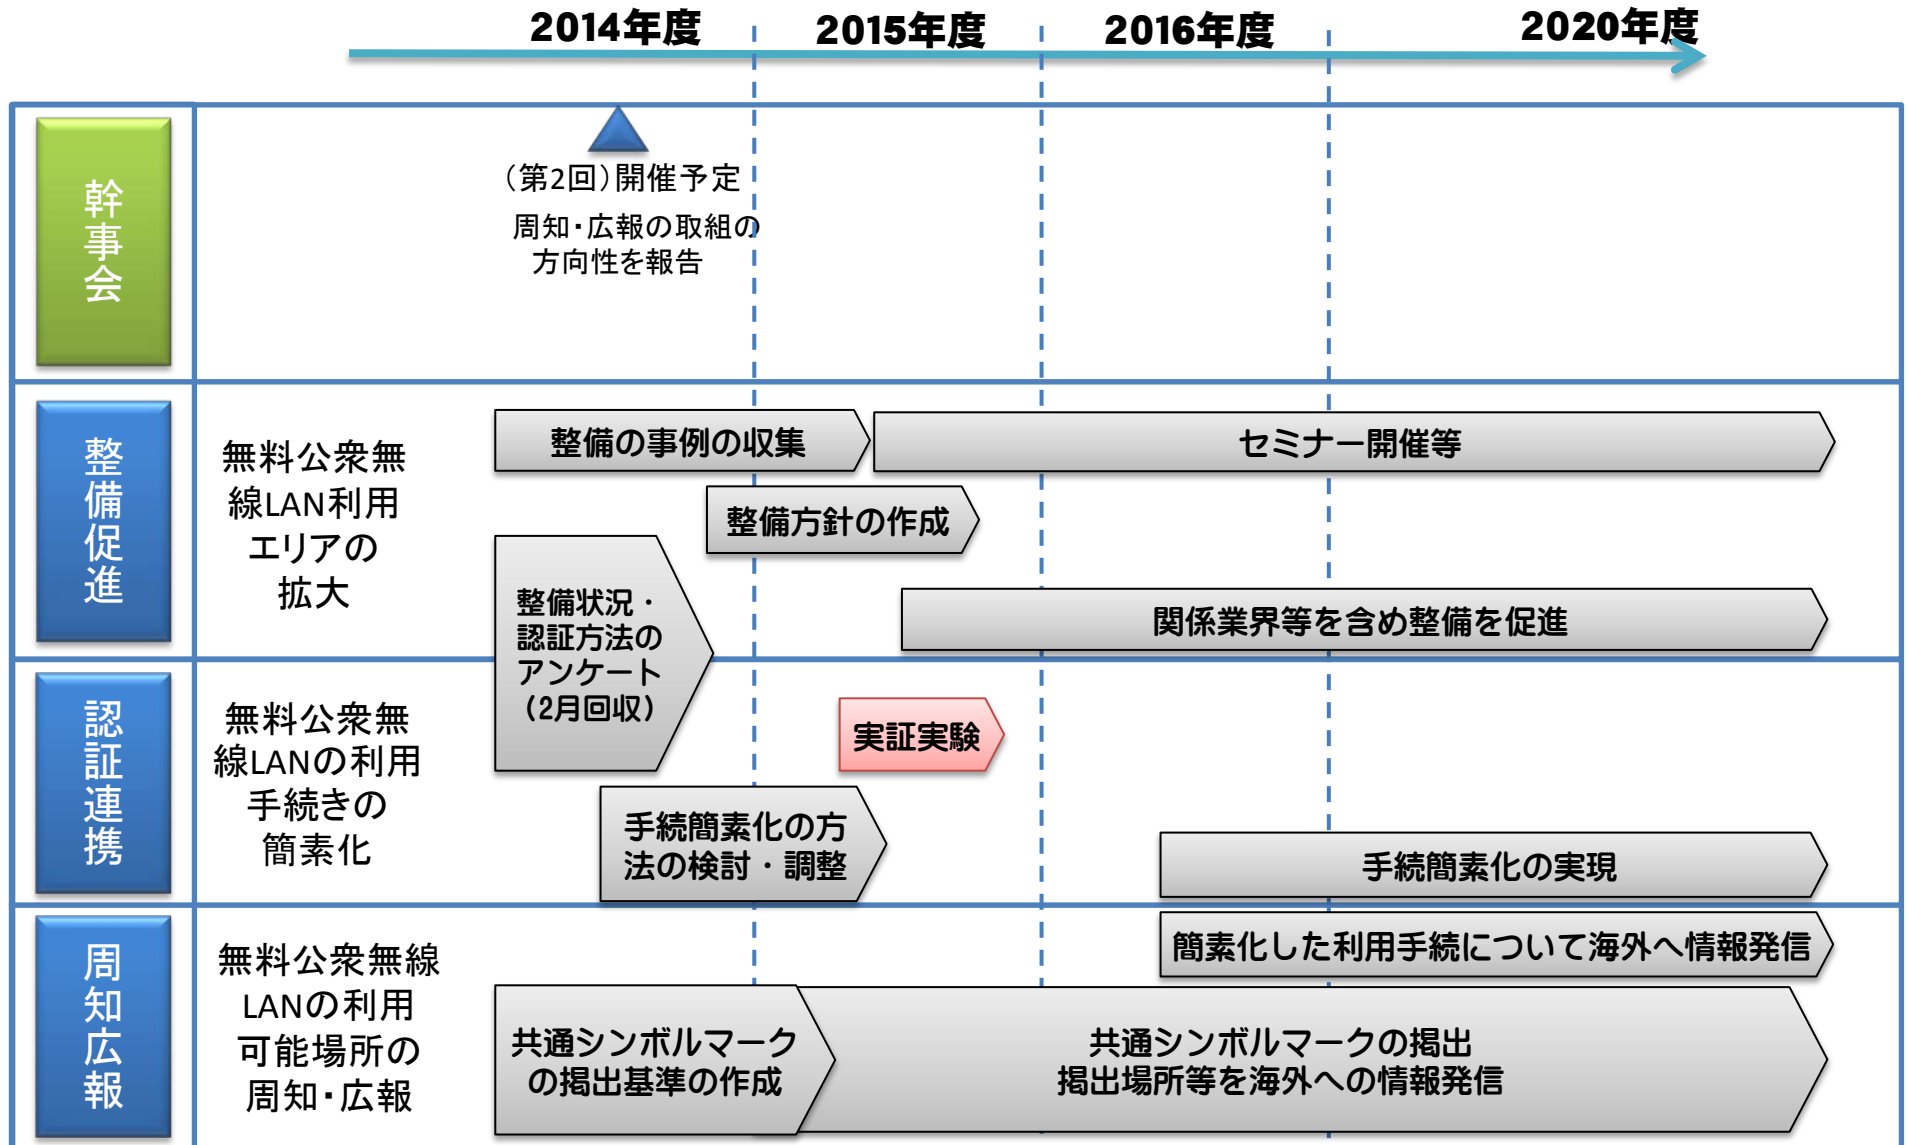 2014年度
2015年度
2016年度
2020年度
幹事会
（第2回）開催予定
周知・広報の取組の
方向性を報告
整備促進
無料公衆無
線LAN利用
エリアの
拡大
整備の事例の収集
セミナー開催等
整備方針の作成
整備状況・
認証方法の
アンケート
（2月回収）
関係業界等を含め整備を促進
認証連携
無料公衆無
線LANの利用
手続きの
簡素化
実証実験
手続簡素化の方
法の検討・調整
手続簡素化の実現
周知広報
無料公衆無線
LANの利用
可能場所の
周知・広報
簡素化した利用手続について海外へ情報発信
共通シンボルマーク
の掲出基準の作成
共通シンボルマークの掲出
掲出場所等を海外への情報発信